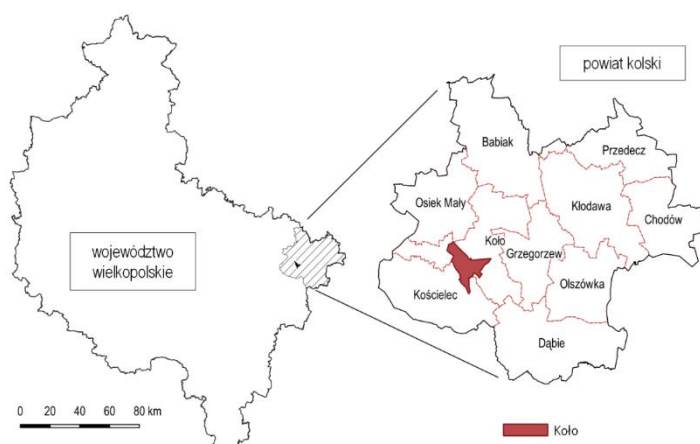 powiat kolski
Babiak
Przedecz
Osiek Mały
Kłodawa
Chodów
Koło
Grzegorzew
województwo
wielkopolskie
Kościelec
Olszówka
Dąbie
0 20 40 60 80 km
Koło